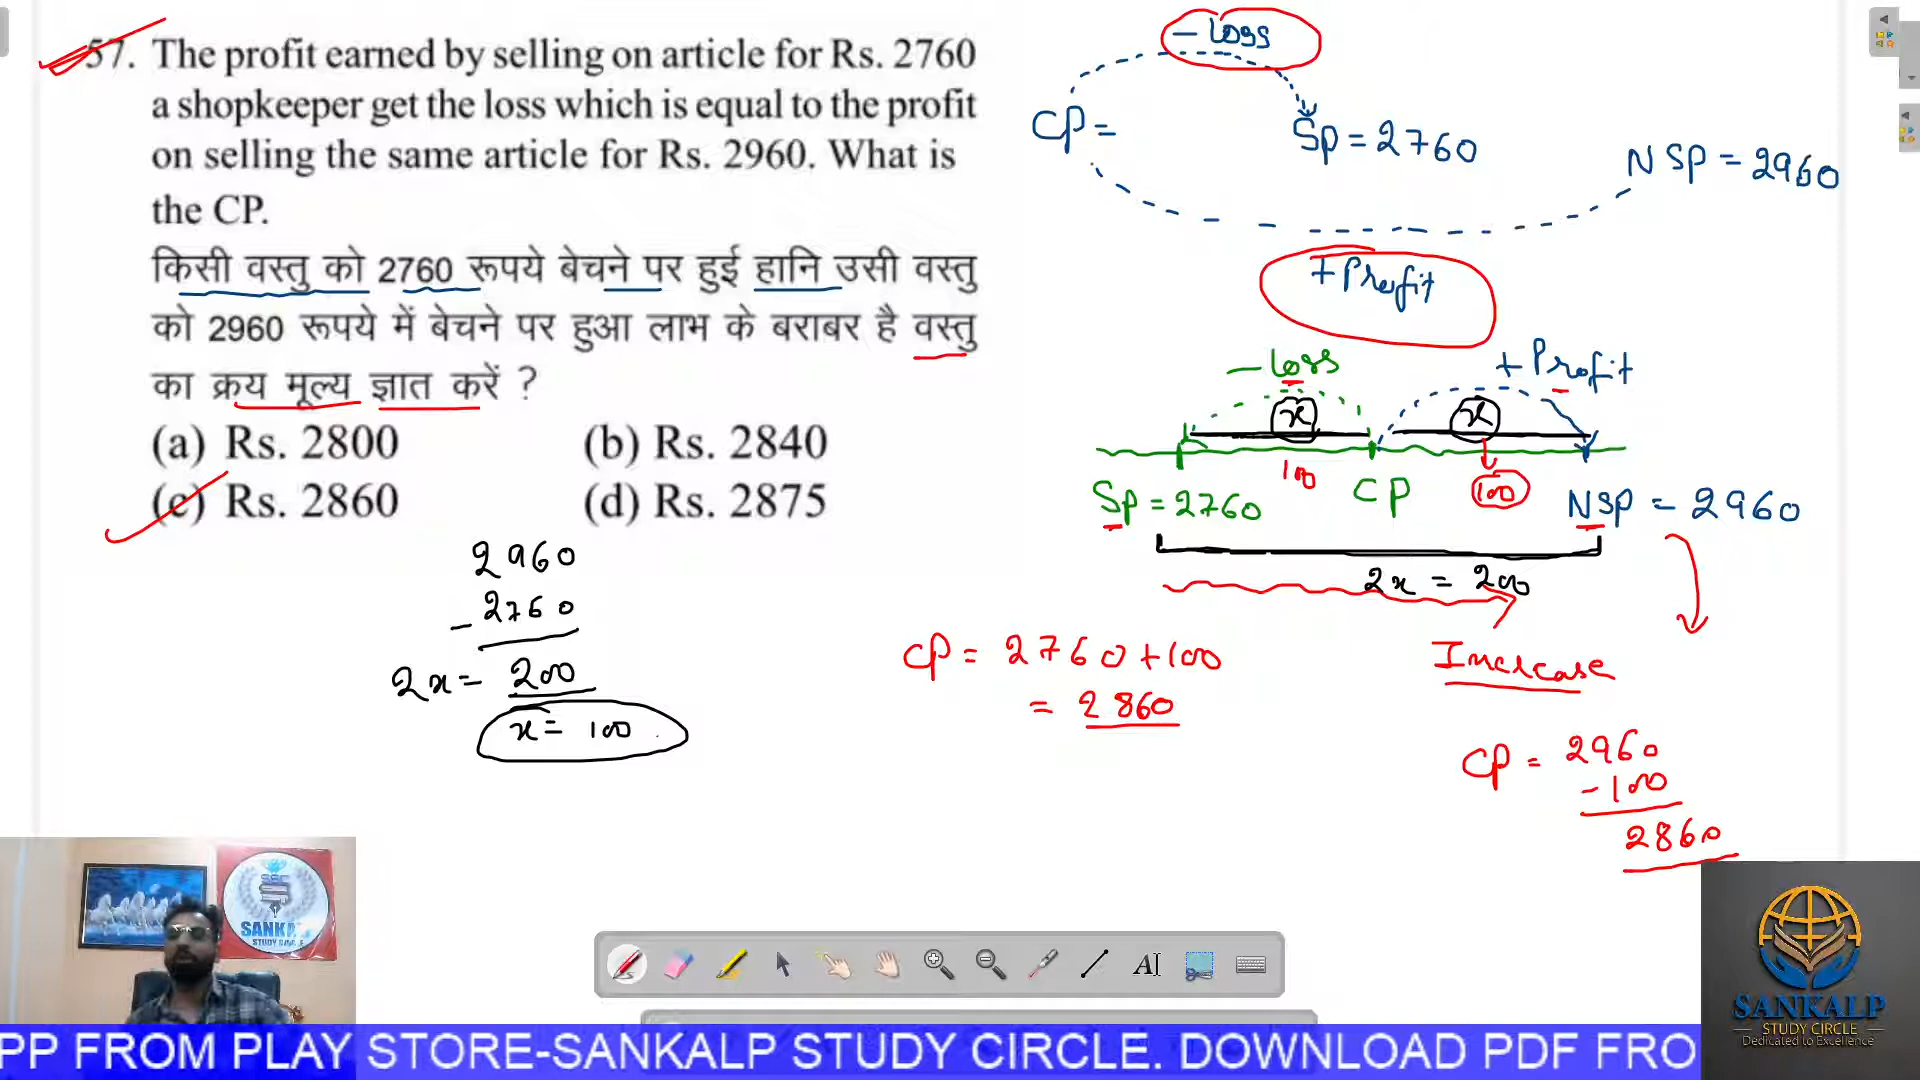 57. The profit earned by selling on article for Rs. 2760
a shopkeeper get the loss which is equal to the profit
on selling the same article for Rs. 2960. What is
the CP.
किसी वस्तु को 2760 रूपये बेचने पर हुई हानि उसी वस्तु
को 2960 रूपये में बेचने पर हुआ लाभ के बराबर है वस्तु
का क्रय मूल्य ज्ञात करें ?
(a) Rs. 2800 (b) Rs. 2840
(c) Rs. 2860 (d) Rs. 2875
2960
- 2760
2x = 200
x = 100
- Loss
CP =
SP = 2760
NSP = 2960
+ Profit
- Loss
+ Profit
x
x
100
100
SP = 2760
CP
NSP = 2960
2x = 200
Increase
CP = 2760 + 100
= 2860
CP = 2960
- 100
2860
SSC
SANKA
SANKALP
STUDY CIRCLE
Dedicated to Excellence
PP FROM PLAY STORE-SANKALP STUDY CIRCLE. DOWNLOAD PDF FRO